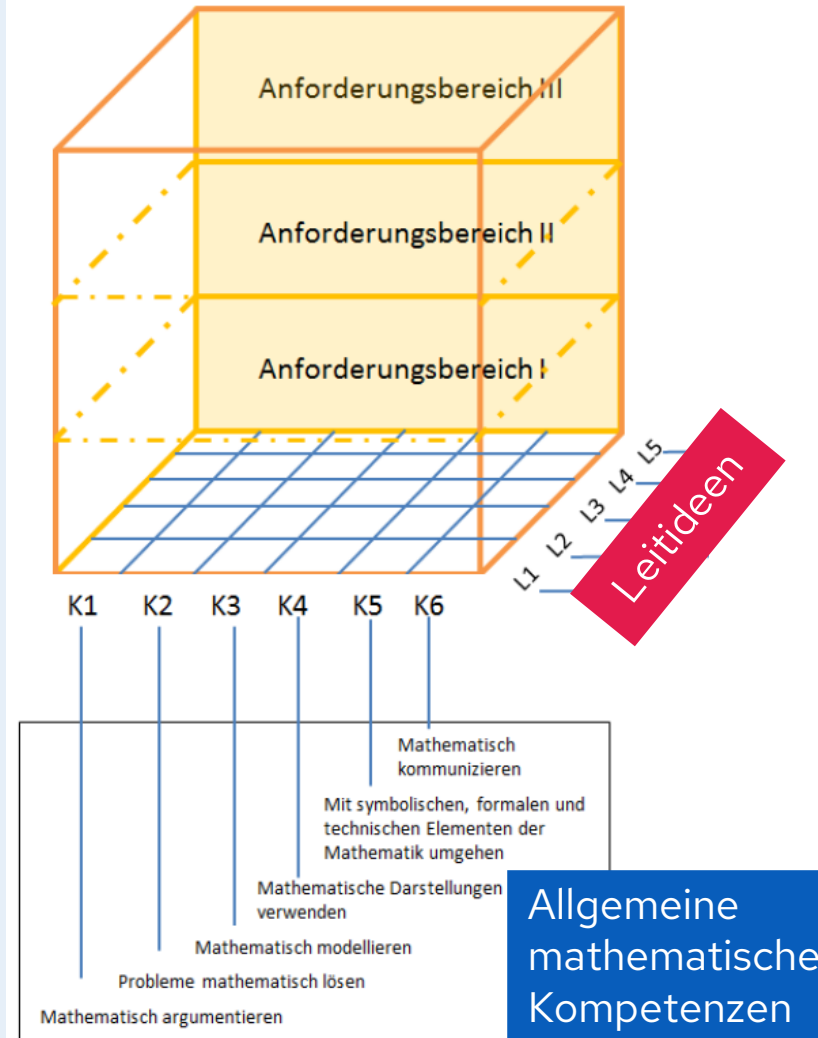 Anforderungsbereich III
Anforderungsbereich II
Anforderungsbereich I
L5
L4
L3
L2
L1
Leitideen
K1 K2 K3 K4 K5 K6
Mathematisch
kommunizieren
Mit symbolischen, formalen und
technischen Elementen der
Mathematik umgehen
Mathematische Darstellungen
verwenden
Mathematisch modellieren
Probleme mathematisch lösen
Mathematisch argumentieren
Allgemeine
mathematische
Kompetenzen